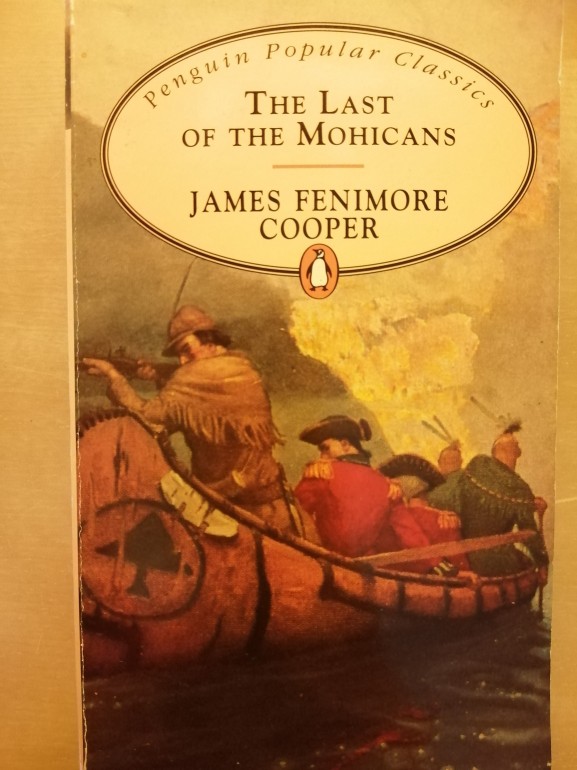 Penguin Popular Classics
THE LAST
OF THE MOHICANS
JAMES FENIMORE
COOPER